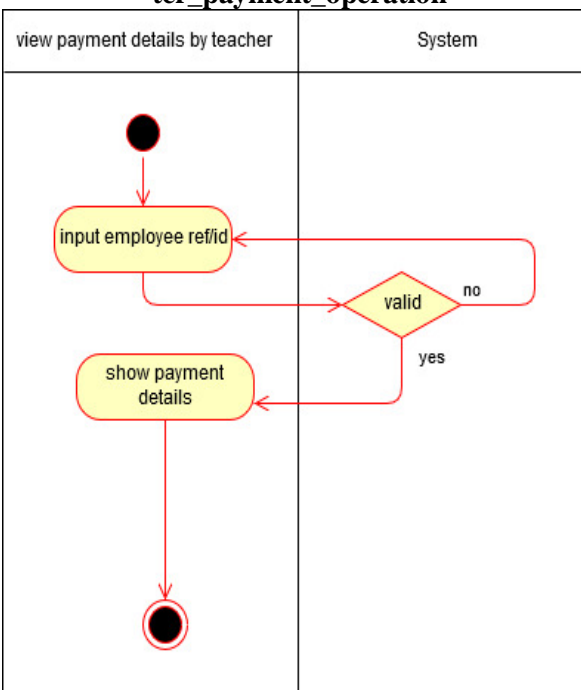 ter_payment_operation
view payment details by teacher
System
input employee ref/id
valid
no
yes
show payment
details